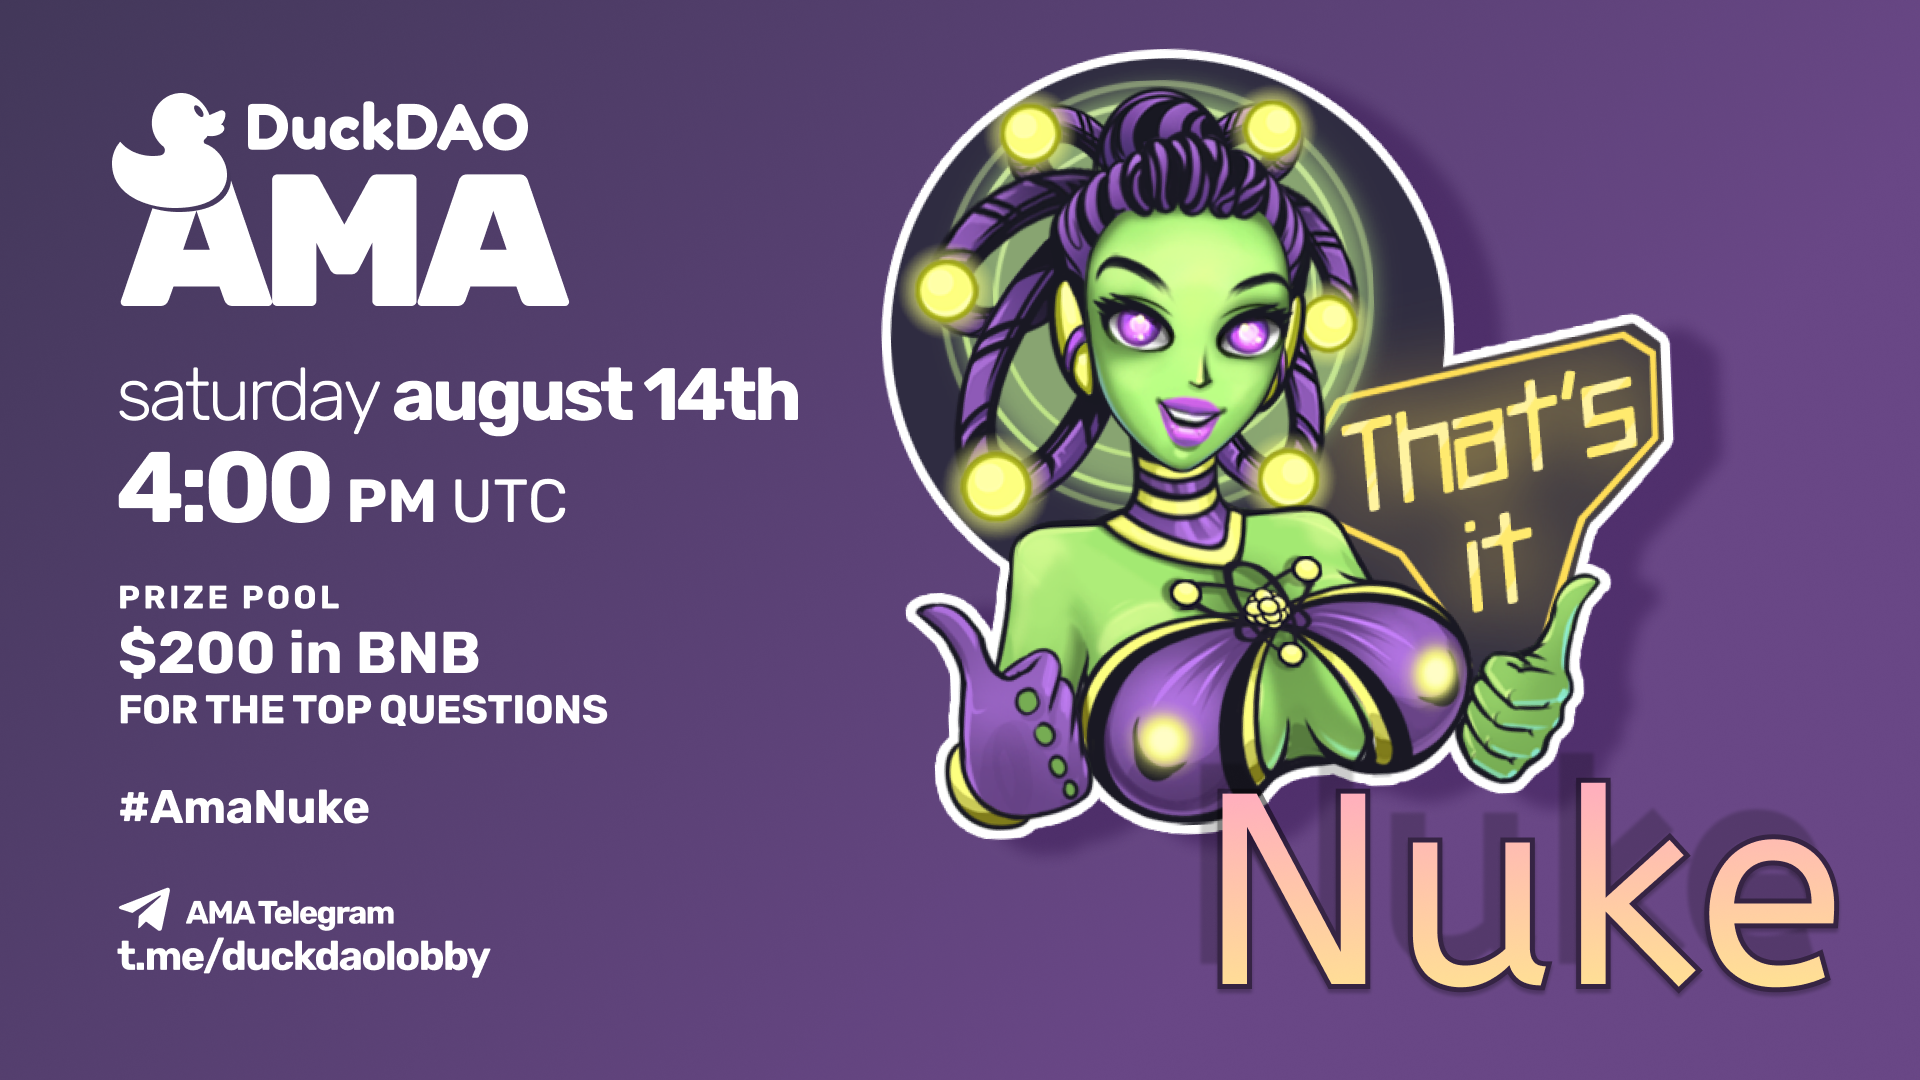 DuckDAO
AMA
saturday august 14th
4:00 PM UTC
PRIZE POOL
$200 in BNB
FOR THE TOP QUESTIONS
#AmaNuke
AMA Telegram
t.me/duckdaolobby
That's
it
Nuke